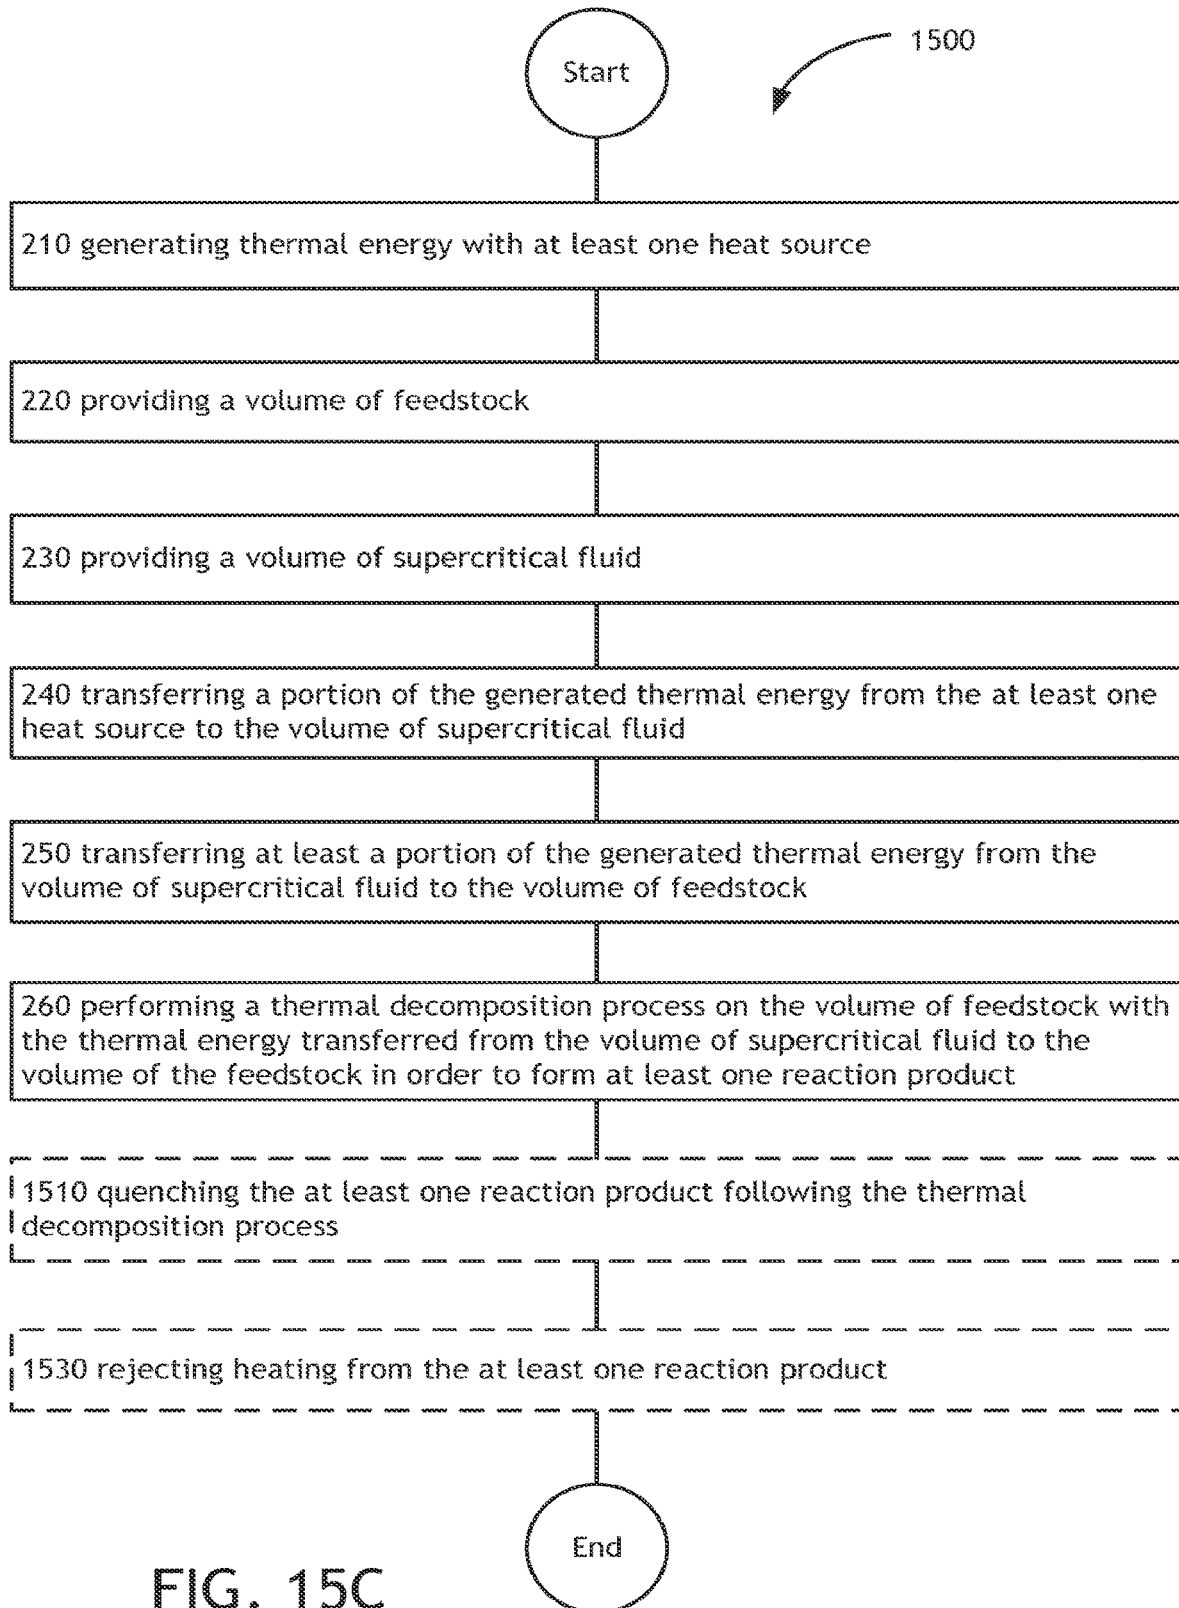 Start
1500
210 generating thermal energy with at least one heat source
220 providing a volume of feedstock
230 providing a volume of supercritical fluid
240 transferring a portion of the generated thermal energy from the at least one
heat source to the volume of supercritical fluid
250 transferring at least a portion of the generated thermal energy from the
volume of supercritical fluid to the volume of feedstock
260 performing a thermal decomposition process on the volume of feedstock with
the thermal energy transferred from the volume of supercritical fluid to the
volume of the feedstock in order to form at least one reaction product
1510 quenching the at least one reaction product following the thermal
decomposition process
1530 rejecting heating from the at least one reaction product
End
FIG. 15C